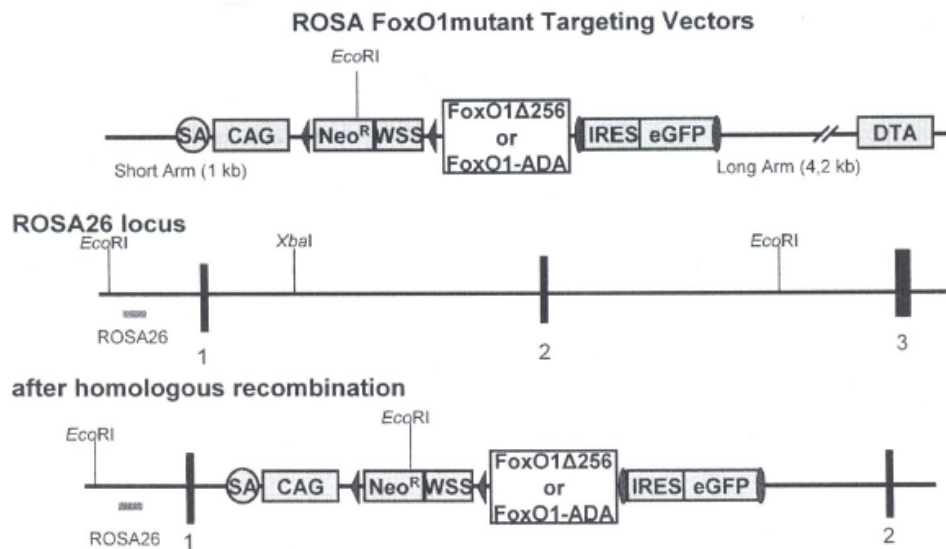 ROSA FoxO1mutant Targeting Vectors
EcoRI
SA CAG Neo^R WSS FoxO1Δ256 or FoxO1-ADA IRES eGFP DTA
Short Arm (1 kb) Long Arm (4,2 kb)
ROSA26 locus
EcoRI XbaI EcoRI
ROSA26 1 2 3
after homologous recombination
EcoRI EcoRI
SA CAG Neo^R WSS FoxO1Δ256 or FoxO1-ADA IRES eGFP
ROSA26 1 2